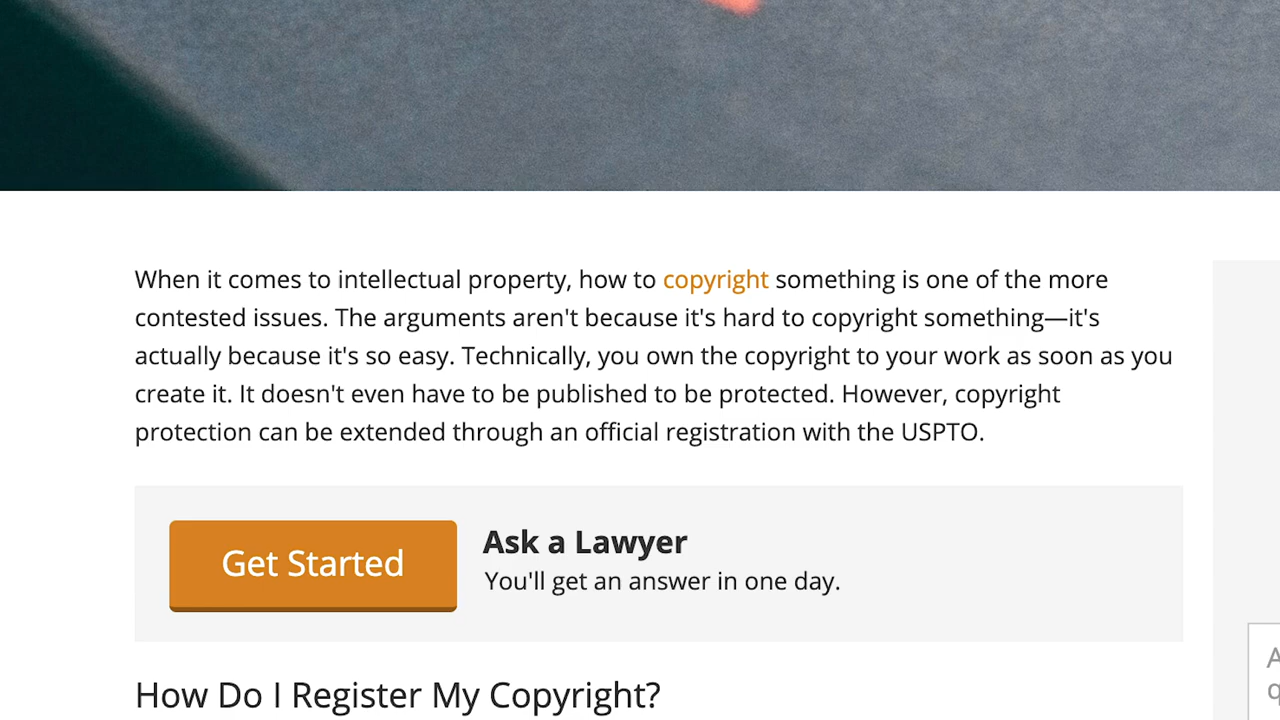 When it comes to intellectual property, how to copyright something is one of the more
contested issues. The arguments aren't because it's hard to copyright something—it's
actually because it's so easy. Technically, you own the copyright to your work as soon as you
create it. It doesn't even have to be published to be protected. However, copyright
protection can be extended through an official registration with the USPTO.
Get Started
Ask a Lawyer
You'll get an answer in one day.
How Do I Register My Copyright?